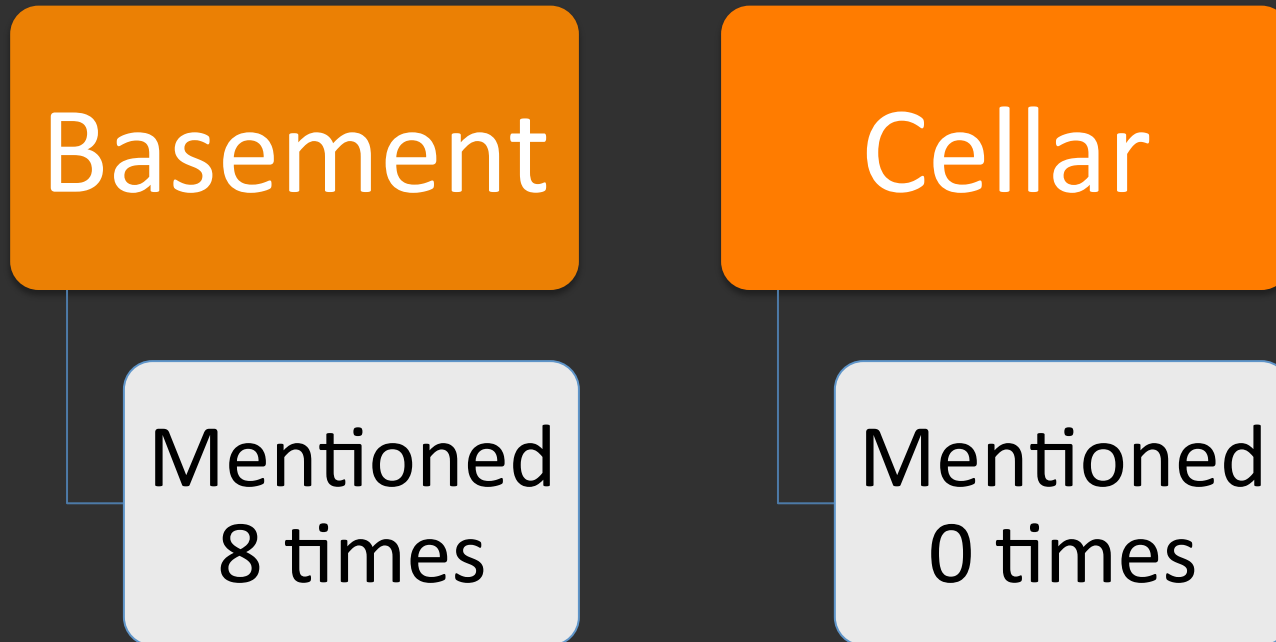 Basement
Cellar
Mentioned
8 times
Mentioned
0 times